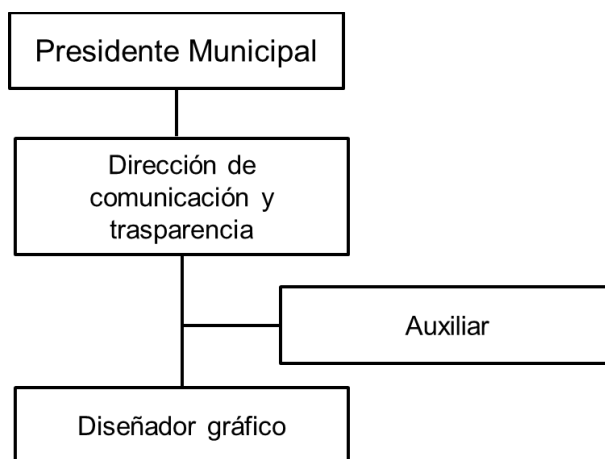 Presidente Municipal
Dirección de
comunicación y
trasparencia
Auxiliar
Diseñador gráfico